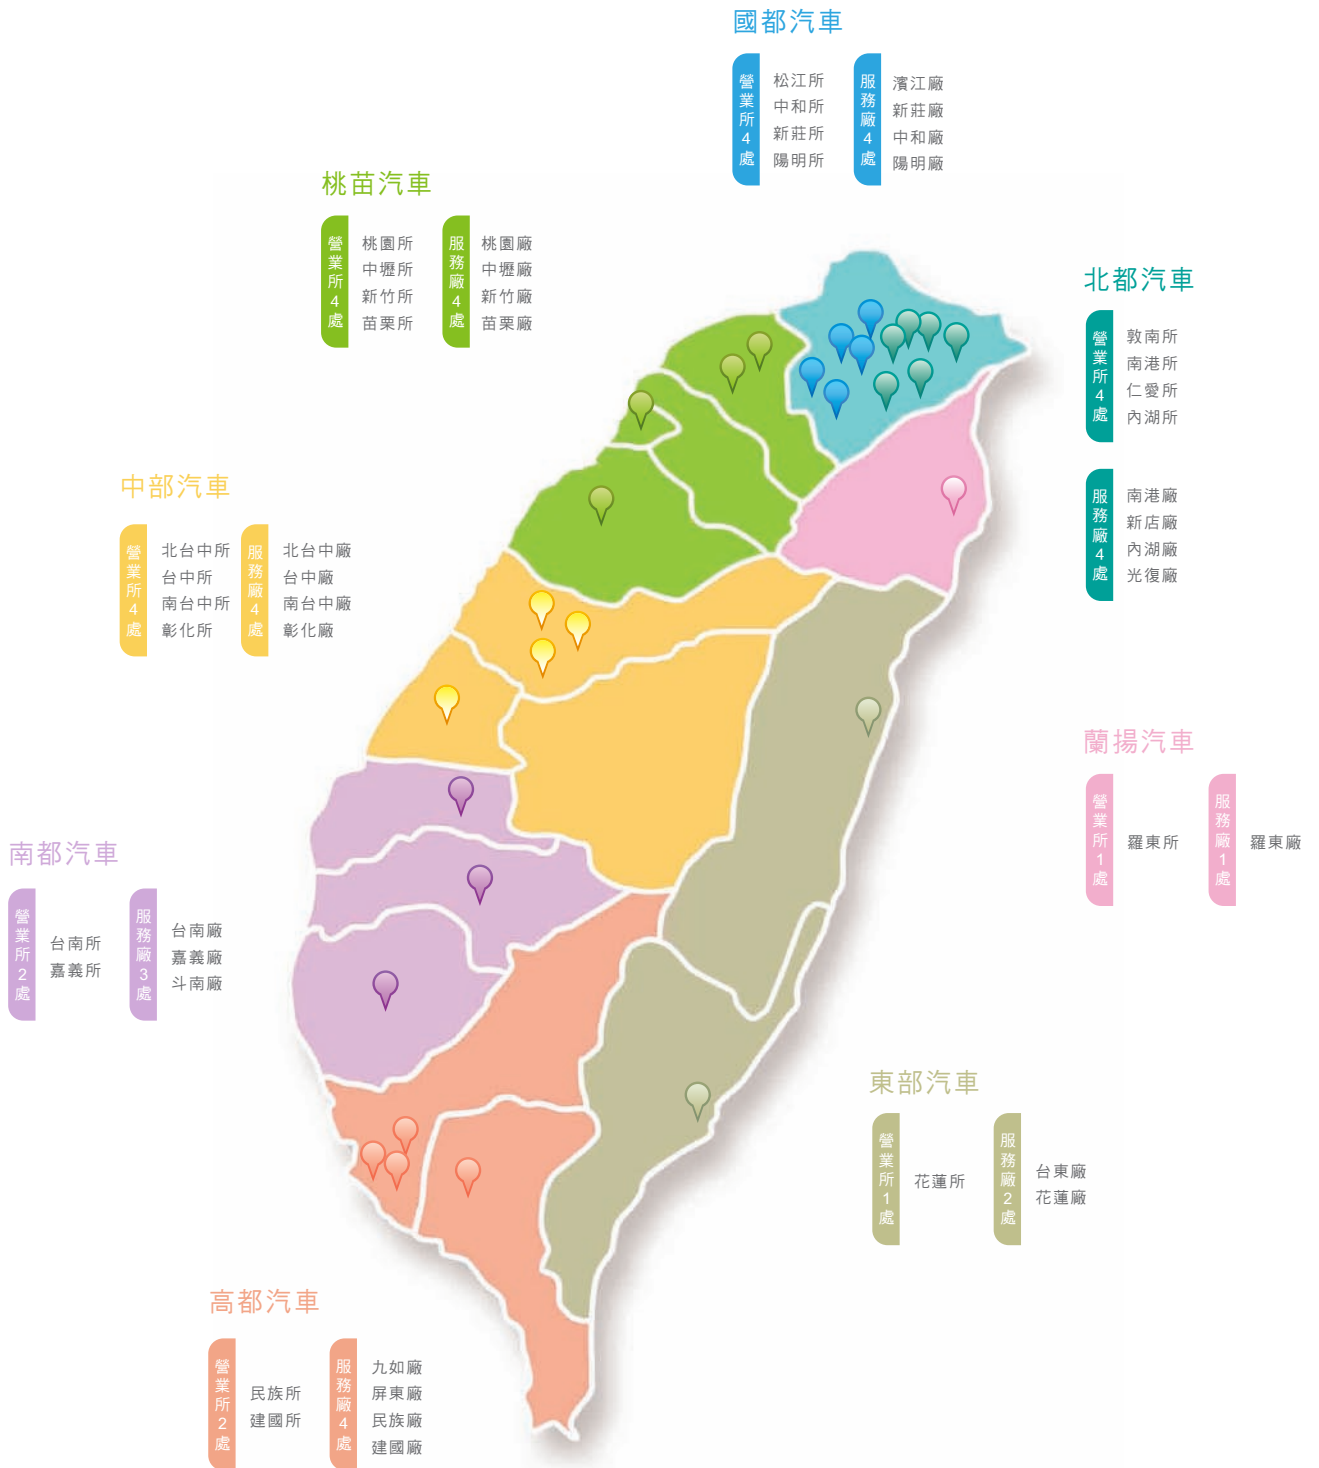 國都汽車
營業所4處
松江所
中和所
新莊所
陽明所
服務廠4處
濱江廠
新莊廠
中和廠
陽明廠
桃苗汽車
營業所4處
桃園所
中壢所
新竹所
苗栗所
服務廠4處
桃園廠
中壢廠
新竹廠
苗栗廠
北都汽車
營業所4處
敦南所
南港所
仁愛所
內湖所
服務廠4處
南港廠
新店廠
內湖廠
光復廠
中部汽車
營業所4處
北台中所
台中所
南台中所
彰化所
服務廠4處
北台中廠
台中廠
南台中廠
彰化廠
蘭揚汽車
營業所1處
羅東所
服務廠1處
羅東廠
南都汽車
營業所2處
台南所
嘉義所
服務廠3處
台南廠
嘉義廠
斗南廠
東部汽車
營業所1處
花蓮所
服務廠2處
台東廠
花蓮廠
高都汽車
營業所2處
民族所
建國所
服務廠4處
九如廠
屏東廠
民族廠
建國廠